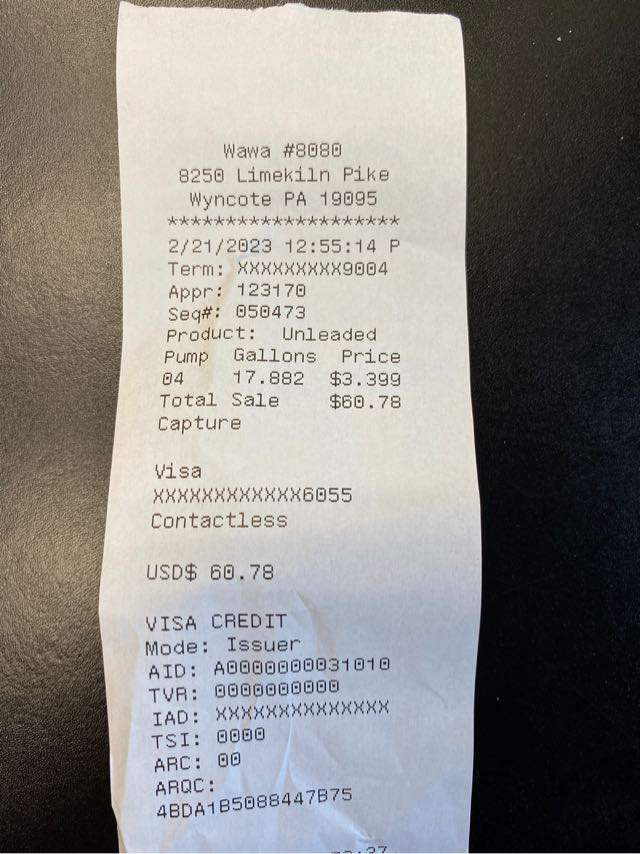 Wawa #8080
8250 Limekiln Pike
Wyncote PA 19095
********************
2/21/2023 12:55:14 P
Term: XXXXXXXXX9004
Appr: 123170
Seq#: 050473
Product: Unleaded
Pump Gallons Price
04 17.882 $3.399
Total Sale $60.78
Capture
Visa
XXXXXXXXXXXX6055
Contactless
USD$ 60.78
VISA CREDIT
Mode: Issuer
AID: A0000000031010
TVR: 0000000000
IAD: XXXXXXXXXXXXXX
TSI: 0000
ARC: 00
ARQC:
4BDA1B5088447B75